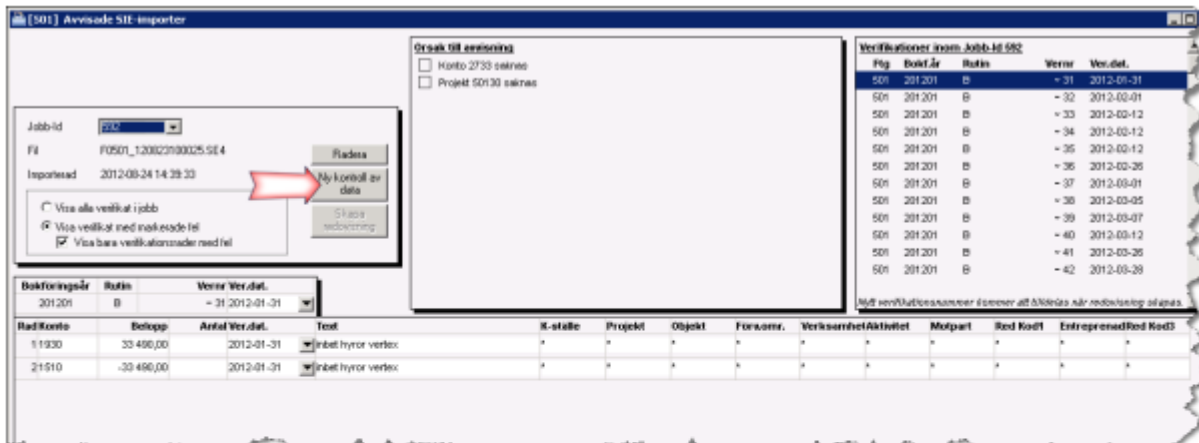 [501] Avvisade SIE-importer
Orsak till avvisning
Konto 2733 saknas
Projekt 50130 saknas
Verifikationer inom Jobb-Id 592
Ftg Bokf.år Rutin Vernr Ver.dat.
501 201201 B - 31 2012-01-31
501 201201 B - 32 2012-02-01
501 201201 B - 33 2012-02-12
501 201201 B - 34 2012-02-12
501 201201 B - 35 2012-02-12
501 201201 B - 36 2012-02-26
501 201201 B - 37 2012-03-01
501 201201 B - 38 2012-03-05
501 201201 B - 39 2012-03-07
501 201201 B - 40 2012-03-12
501 201201 B - 41 2012-03-26
501 201201 B - 42 2012-03-28
Nytt verifikationsnummer kommer att tilldelas när redovisning skapas.
Jobb-Id 592
Fil F0501_120823100025.SE4
Importerad 2012-08-24 14:39:33
Radera
Ny kontroll av
data
Skapa
redovisning
Visa alla verifikat i jobb
Visa verifikat med markerade fel
Visa bara verifikationsrader med fel
Bokföringsår Rutin Vernr Ver.dat.
201201 B - 31 2012-01-31
Rad Konto Belopp Antal Ver.dat. Text K-ställe Projekt Objekt Förv.omr. Verksamhet Aktivitet Motpart Red Kod1 Entreprenad Red Kod3
1 1930 33 490,00 2012-01-31 inbet hyror vertex * * * * * * * * * *
2 1510 -33 490,00 2012-01-31 inbet hyror vertex * * * * * * * * * *